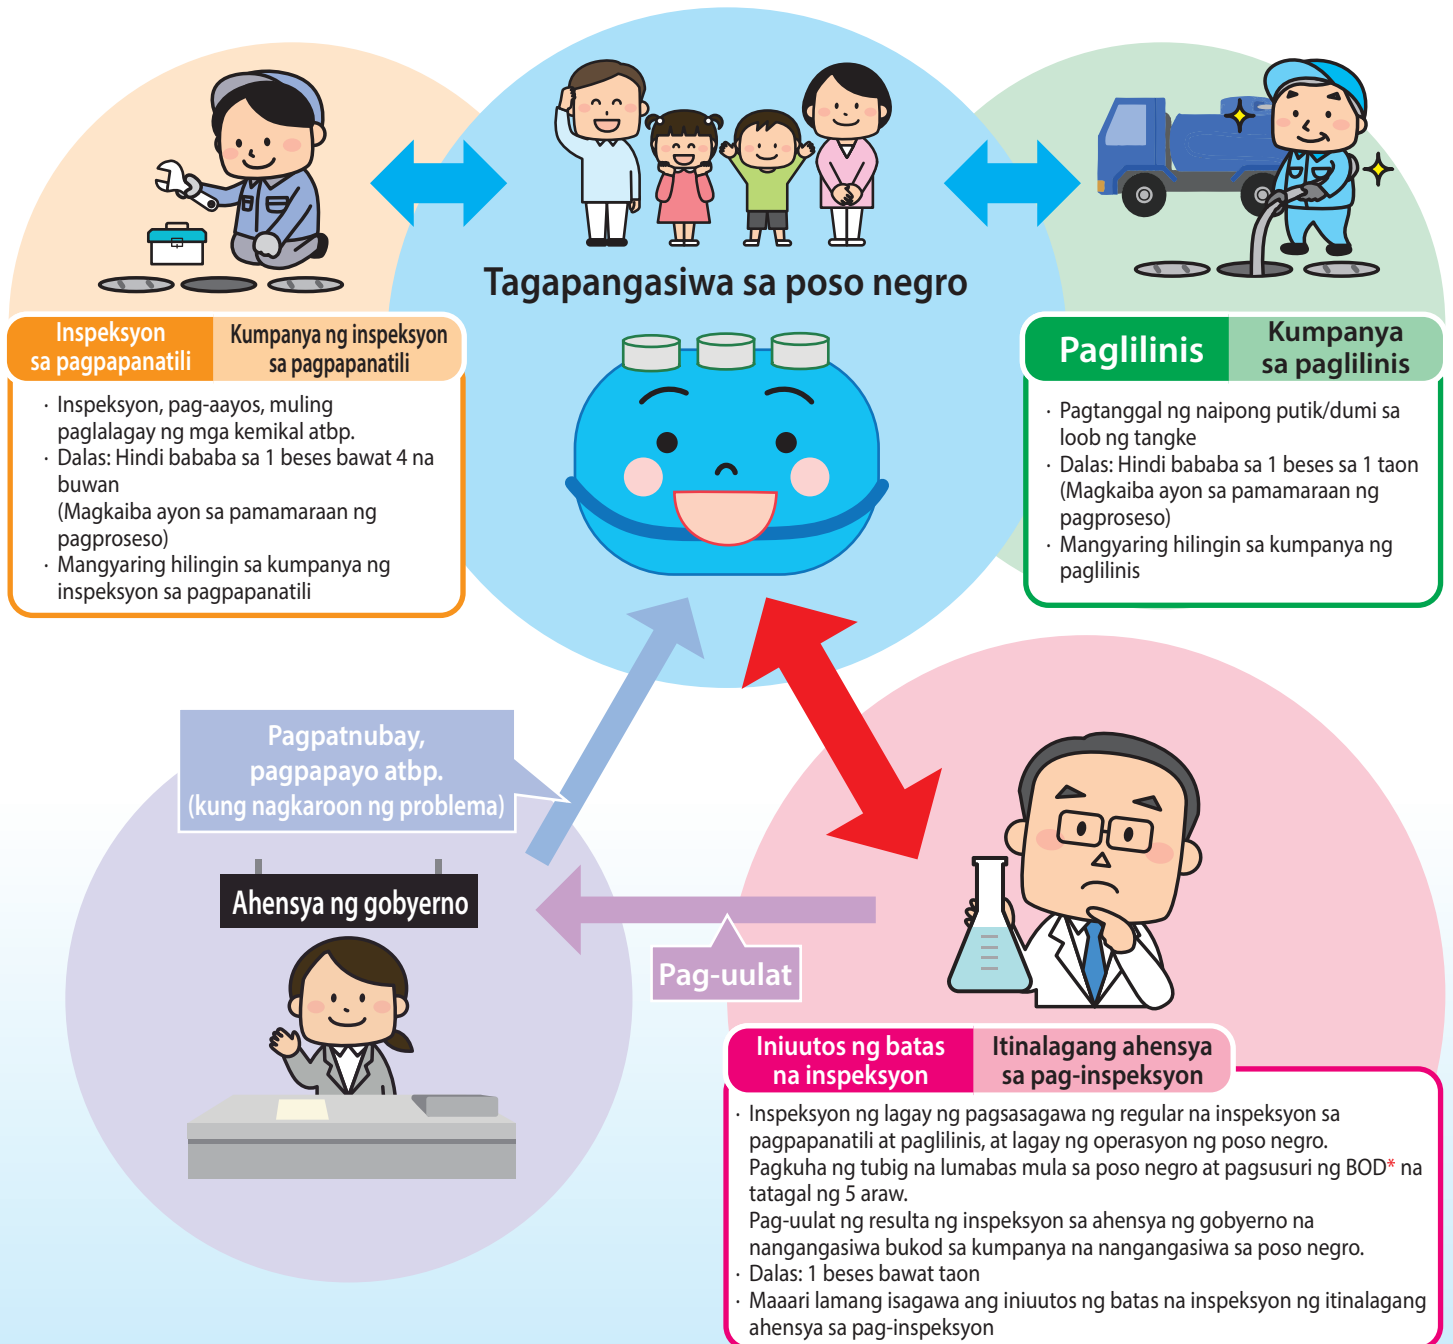 Tagapangasiwa sa poso negro
Inspeksyon
sa pagpapanatili
Kumpanya ng inspeksyon
sa pagpapanatili
· Inspeksyon, pag-aayos, muling
paglalagay ng mga kemikal atbp.
· Dalas: Hindi bababa sa 1 beses bawat 4 na
buwan
(Magkaiba ayon sa pamamaraan ng
pagproseso)
· Mangyaring hilingin sa kumpanya ng
inspeksyon sa pagpapanatili
Paglilinis
Kumpanya
sa paglilinis
· Pagtanggal ng naipong putik/dumi sa
loob ng tangke
· Dalas: Hindi bababa sa 1 beses sa 1 taon
(Magkaiba ayon sa pamamaraan ng
pagproseso)
· Mangyaring hilingin sa kumpanya ng
paglilinis
Pagpatnubay,
pagpapayo atbp.
(kung nagkaroon ng problema)
Ahensya ng gobyerno
Pag-uulat
Iniuutos ng batas
na inspeksyon
Itinalagang ahensya
sa pag-inspeksyon
· Inspeksyon ng lagay ng pagsasagawa ng regular na inspeksyon sa
pagpapanatili at paglilinis, at lagay ng operasyon ng poso negro.
Pagkuha ng tubig na lumabas mula sa poso negro at pagsusuri ng BOD* na
tatagal ng 5 araw.
Pag-uulat ng resulta ng inspeksyon sa ahensya ng gobyerno na
nangangasiwa bukod sa kumpanya na nangangasiwa sa poso negro.
· Dalas: 1 beses bawat taon
· Maaari lamang isagawa ang iniuutos ng batas na inspeksyon ng itinalagang
ahensya sa pag-inspeksyon